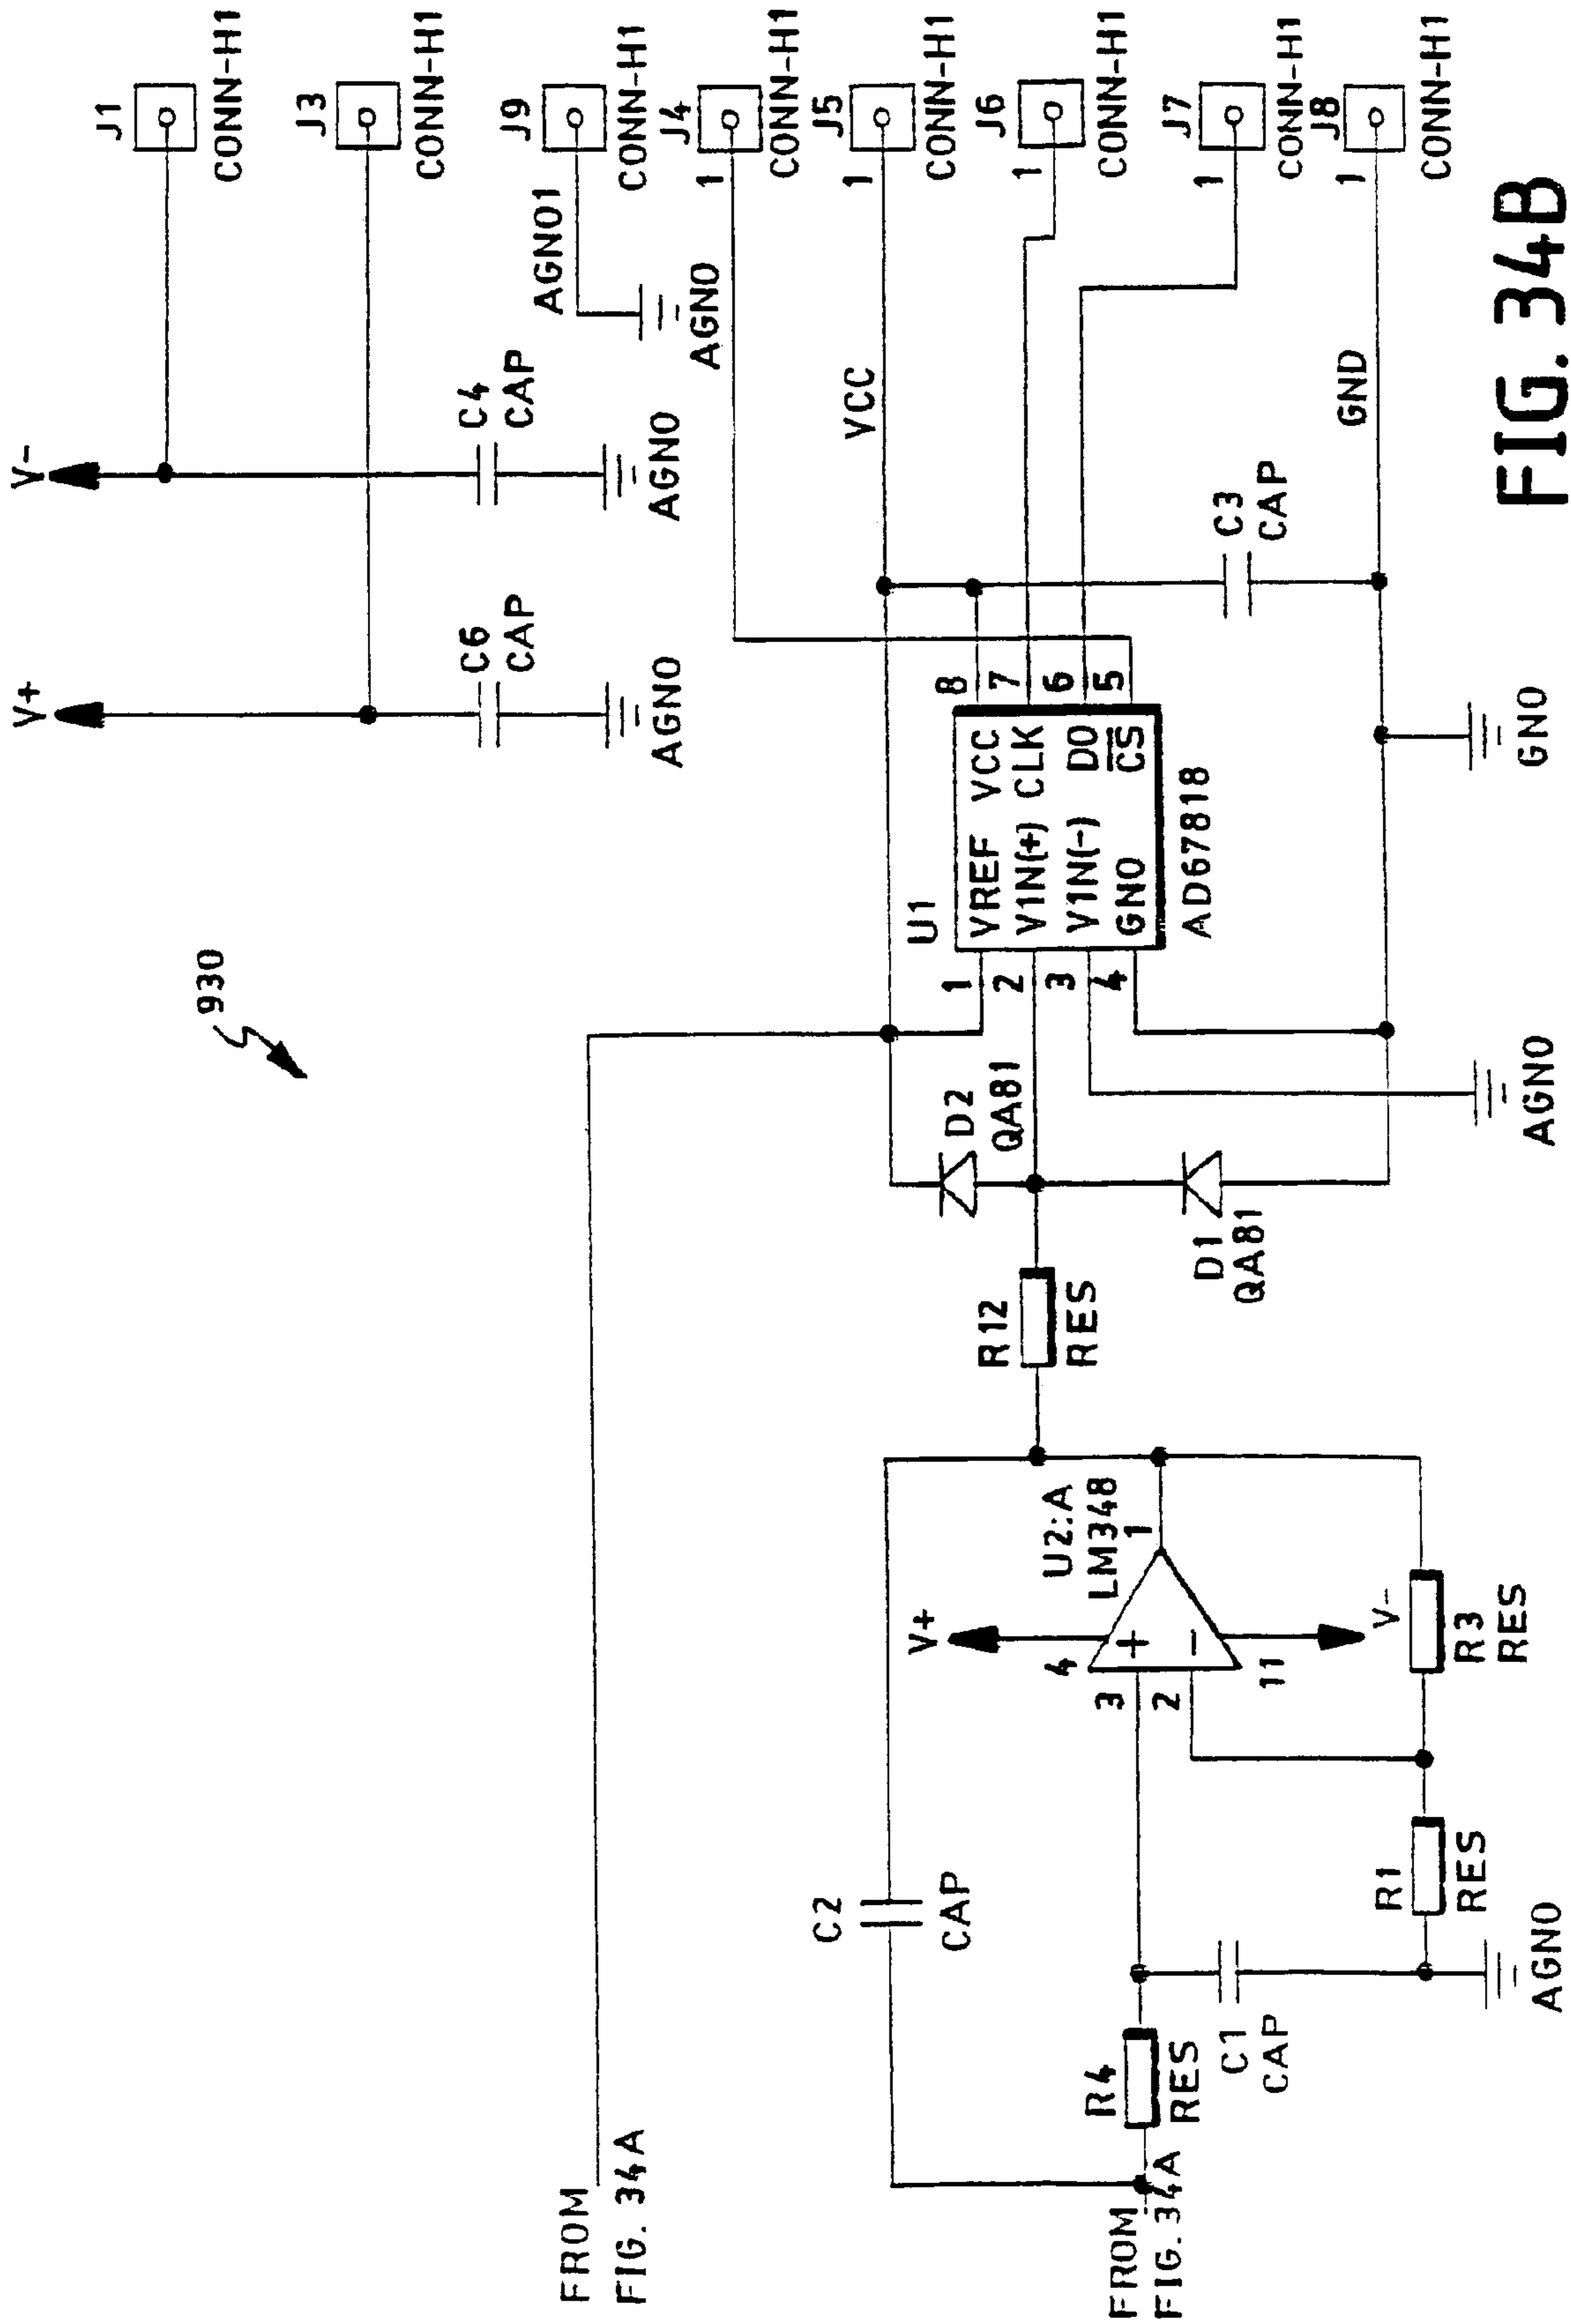 V-
J1
CONN-H1
V+
J3
CONN-H1
C6
CAP
C4
CAP
AGNO
AGNO
AGNO1
J9
CONN-H1
AGNO
930
J4
1
CONN-H1
VCC
J5
1
CONN-H1
J6
1
CONN-H1
J7
1
CONN-H1
GND
J8
1
CONN-H1
FROM
FIG. 34A
C2
CAP
U1
1
2
3
4
VREF VCC
V1N(+) CLK
V1N(-) DO
GNO CS
8
7
6
5
AD67818
C3
CAP
D2
QA81
D1
QA81
R12
RES
V+
U2:A
LM348
4
3
2
1
11
+
-
V-
R4
RES
C1
CAP
FROM
FIG. 34A
R1
RES
R3
RES
AGNO
AGNO
GNO
FIG. 34B